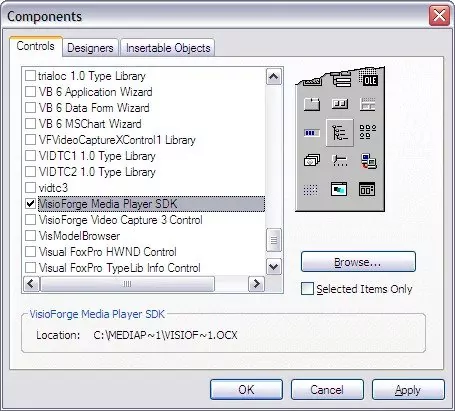 Components
Controls
Designers
Insertable Objects
trialoc 1.0 Type Library
VB 6 Application Wizard
VB 6 Data Form Wizard
VB 6 MSChart Wizard
VFVideoCaptureXControl1 Library
VIDTC1 1.0 Type Library
VIDTC2 1.0 Type Library
vidtc3
VisioForge Media Player SDK
VisioForge Video Capture 3 Control
VisModelBrowser
Visual FoxPro HWND Control
Visual FoxPro TypeLib Info Control
OLE
Browse...
Selected Items Only
VisioForge Media Player SDK
Location: C:\MEDIAP~1\VISIOF~1.OCX
OK
Cancel
Apply